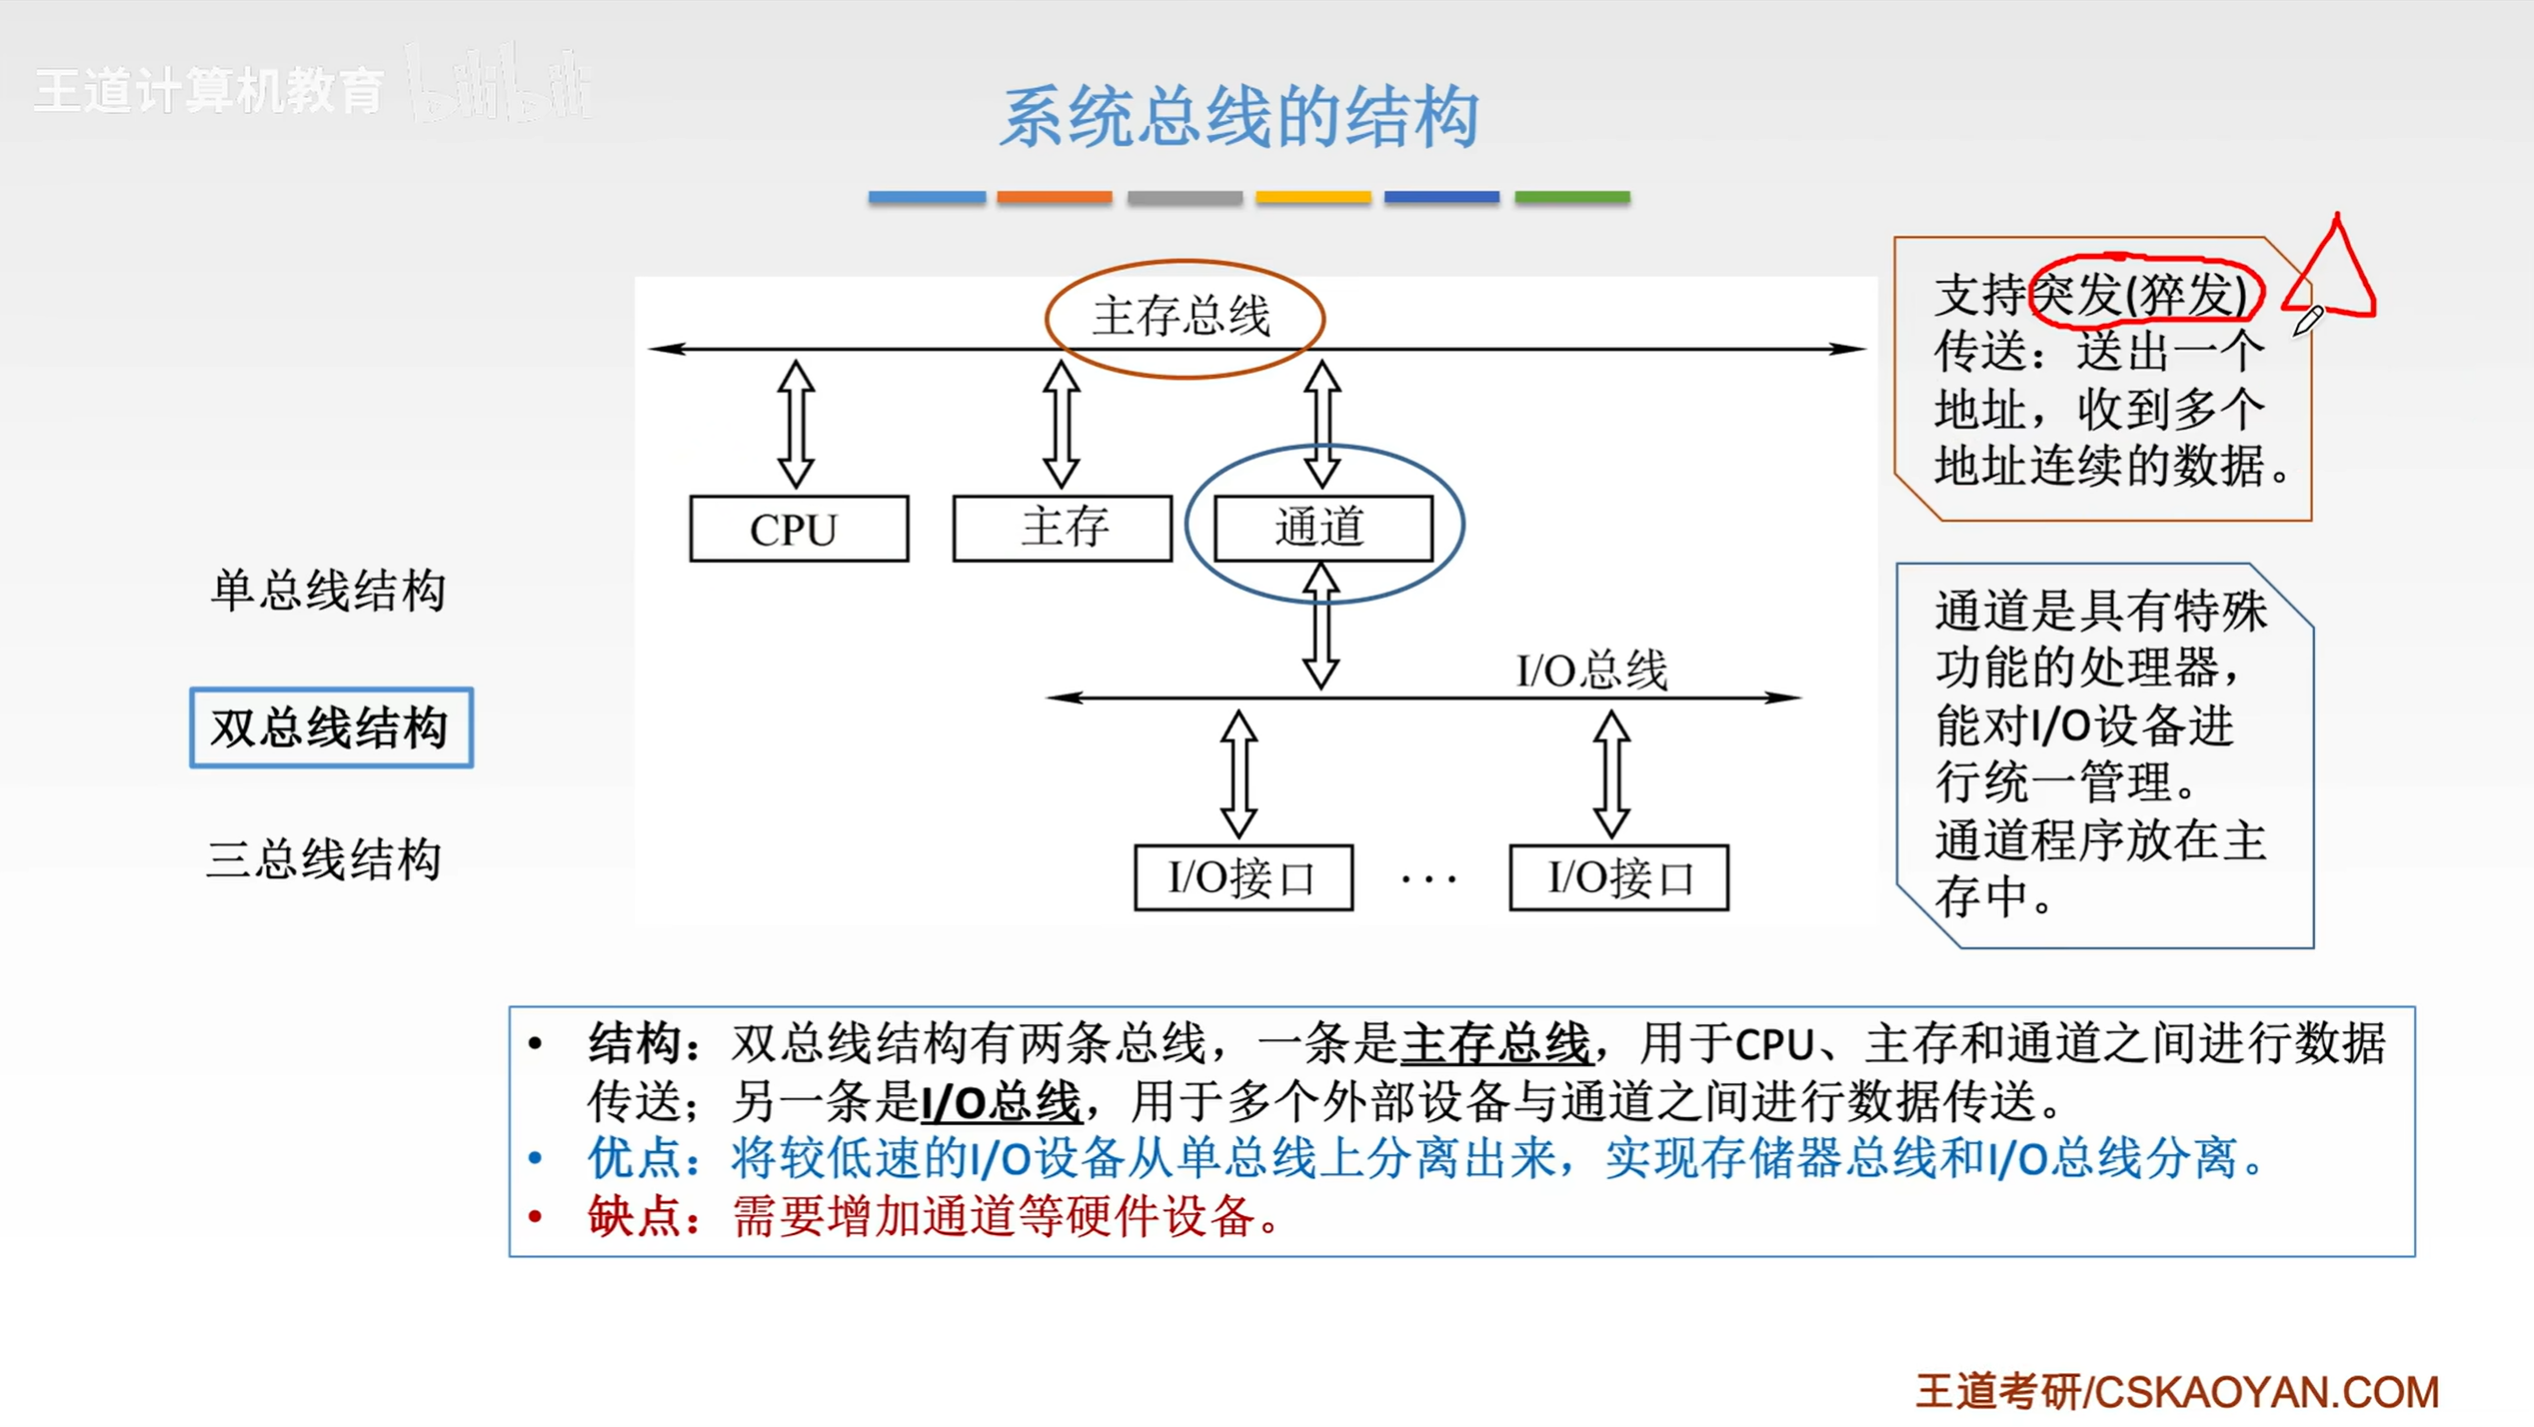 王道计算机教育 bilibili
系统总线的结构
主存总线
CPU
主存
通道
I/O总线
I/O接口
···
I/O接口
单总线结构
双总线结构
三总线结构
支持突发(猝发)
传送：送出一个
地址，收到多个
地址连续的数据。
通道是具有特殊
功能的处理器，
能对I/O设备进
行统一管理。
通道程序放在主
存中。
• 结构：双总线结构有两条总线，一条是主存总线，用于CPU、主存和通道之间进行数据
传送；另一条是I/O总线，用于多个外部设备与通道之间进行数据传送。
• 优点：将较低速的I/O设备从单总线上分离出来，实现存储器总线和I/O总线分离。
• 缺点：需要增加通道等硬件设备。
王道考研/CSKAOYAN.COM